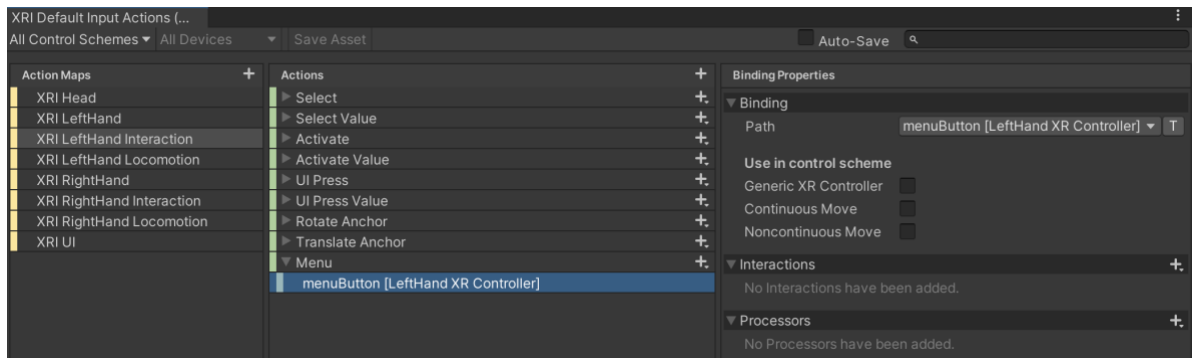 XRI Default Input Actions (...
All Control Schemes All Devices Save Asset Auto-Save
Action Maps
XRI Head
XRI LeftHand
XRI LeftHand Interaction
XRI LeftHand Locomotion
XRI RightHand
XRI RightHand Interaction
XRI RightHand Locomotion
XRI UI
Actions
Select
Select Value
Activate
Activate Value
UI Press
UI Press Value
Rotate Anchor
Translate Anchor
Menu
menuButton [LeftHand XR Controller]
Binding Properties
Binding
Path menuButton [LeftHand XR Controller] T
Use in control scheme
Generic XR Controller
Continuous Move
Noncontinuous Move
Interactions
No Interactions have been added.
Processors
No Processors have been added.